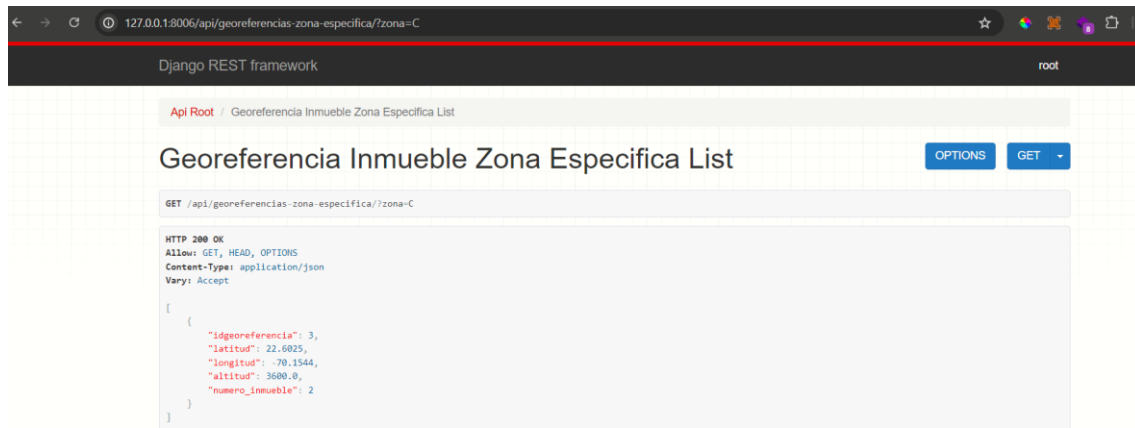 127.0.0.1:8006/api/georeferencias-zona-especifica/?zona=C
8
Django REST framework root
Api Root / Georeferencia Inmueble Zona Especifica List
Georeferencia Inmueble Zona Especifica List OPTIONS GET
GET /api/georeferencias-zona-especifica/?zona=C
HTTP 200 OK
Allow: GET, HEAD, OPTIONS
Content-Type: application/json
Vary: Accept
[
{
"idgeoreferencia": 3,
"latitud": 22.6025,
"longitud": -70.1544,
"altitud": 3600.0,
"numero_inmueble": 2
}
]